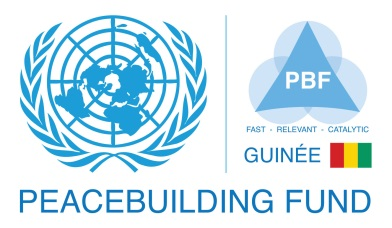 PBF
FAST - RELEVANT - CATALYTIC
GUINÉE
PEACEBUILDING FUND